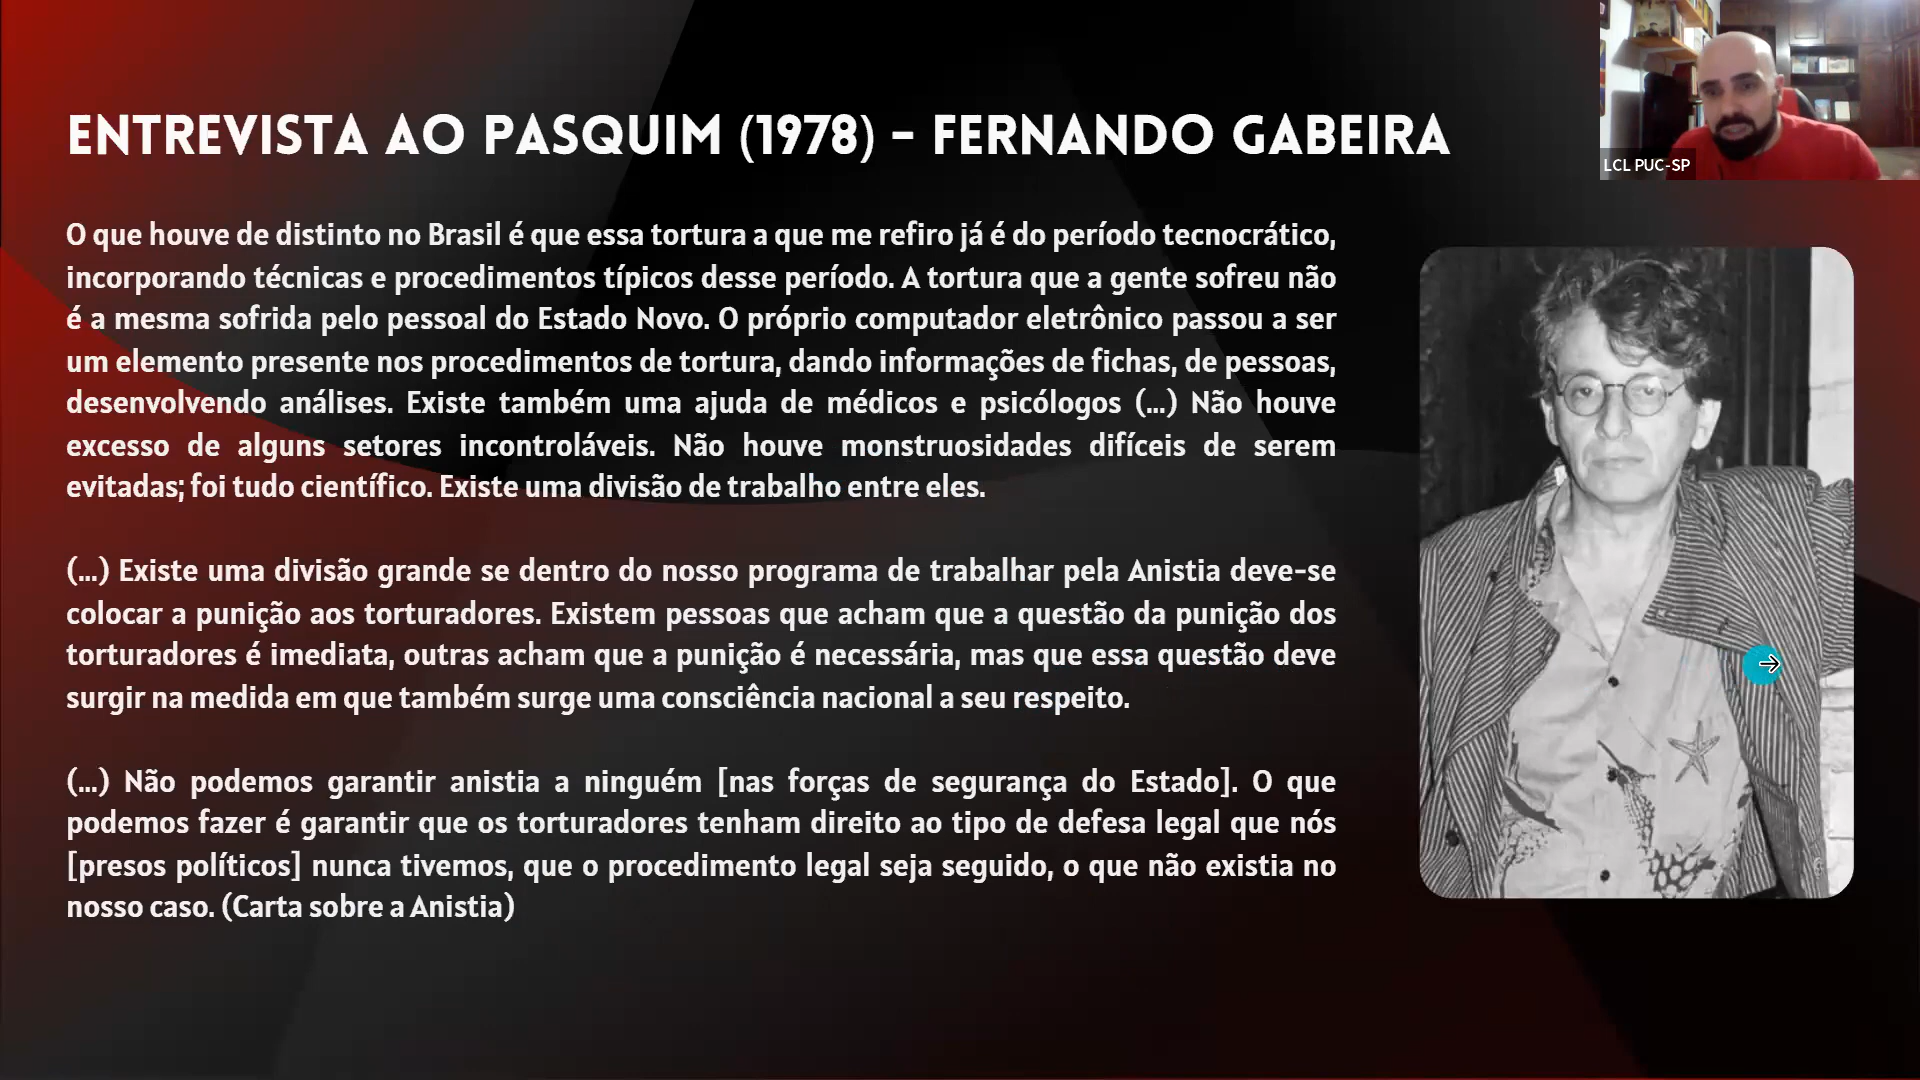 ENTREVISTA AO PASQUIM (1978) – FERNANDO GABEIRA
LCL PUC-SP
O que houve de distinto no Brasil é que essa tortura a que me refiro já é do período tecnocrático,
incorporando técnicas e procedimentos típicos desse período. A tortura que a gente sofreu não
é a mesma sofrida pelo pessoal do Estado Novo. O próprio computador eletrônico passou a ser
um elemento presente nos procedimentos de tortura, dando informações de fichas, de pessoas,
desenvolvendo análises. Existe também uma ajuda de médicos e psicólogos (...) Não houve
excesso de alguns setores incontroláveis. Não houve monstruosidades difíceis de serem
evitadas; foi tudo científico. Existe uma divisão de trabalho entre eles.
(...) Existe uma divisão grande se dentro do nosso programa de trabalhar pela Anistia deve-se
colocar a punição aos torturadores. Existem pessoas que acham que a questão da punição dos
torturadores é imediata, outras acham que a punição é necessária, mas que essa questão deve
surgir na medida em que também surge uma consciência nacional a seu respeito.
(...) Não podemos garantir anistia a ninguém [nas forças de segurança do Estado]. O que
podemos fazer é garantir que os torturadores tenham direito ao tipo de defesa legal que nós
[presos políticos] nunca tivemos, que o procedimento legal seja seguido, o que não existia no
nosso caso. (Carta sobre a Anistia)